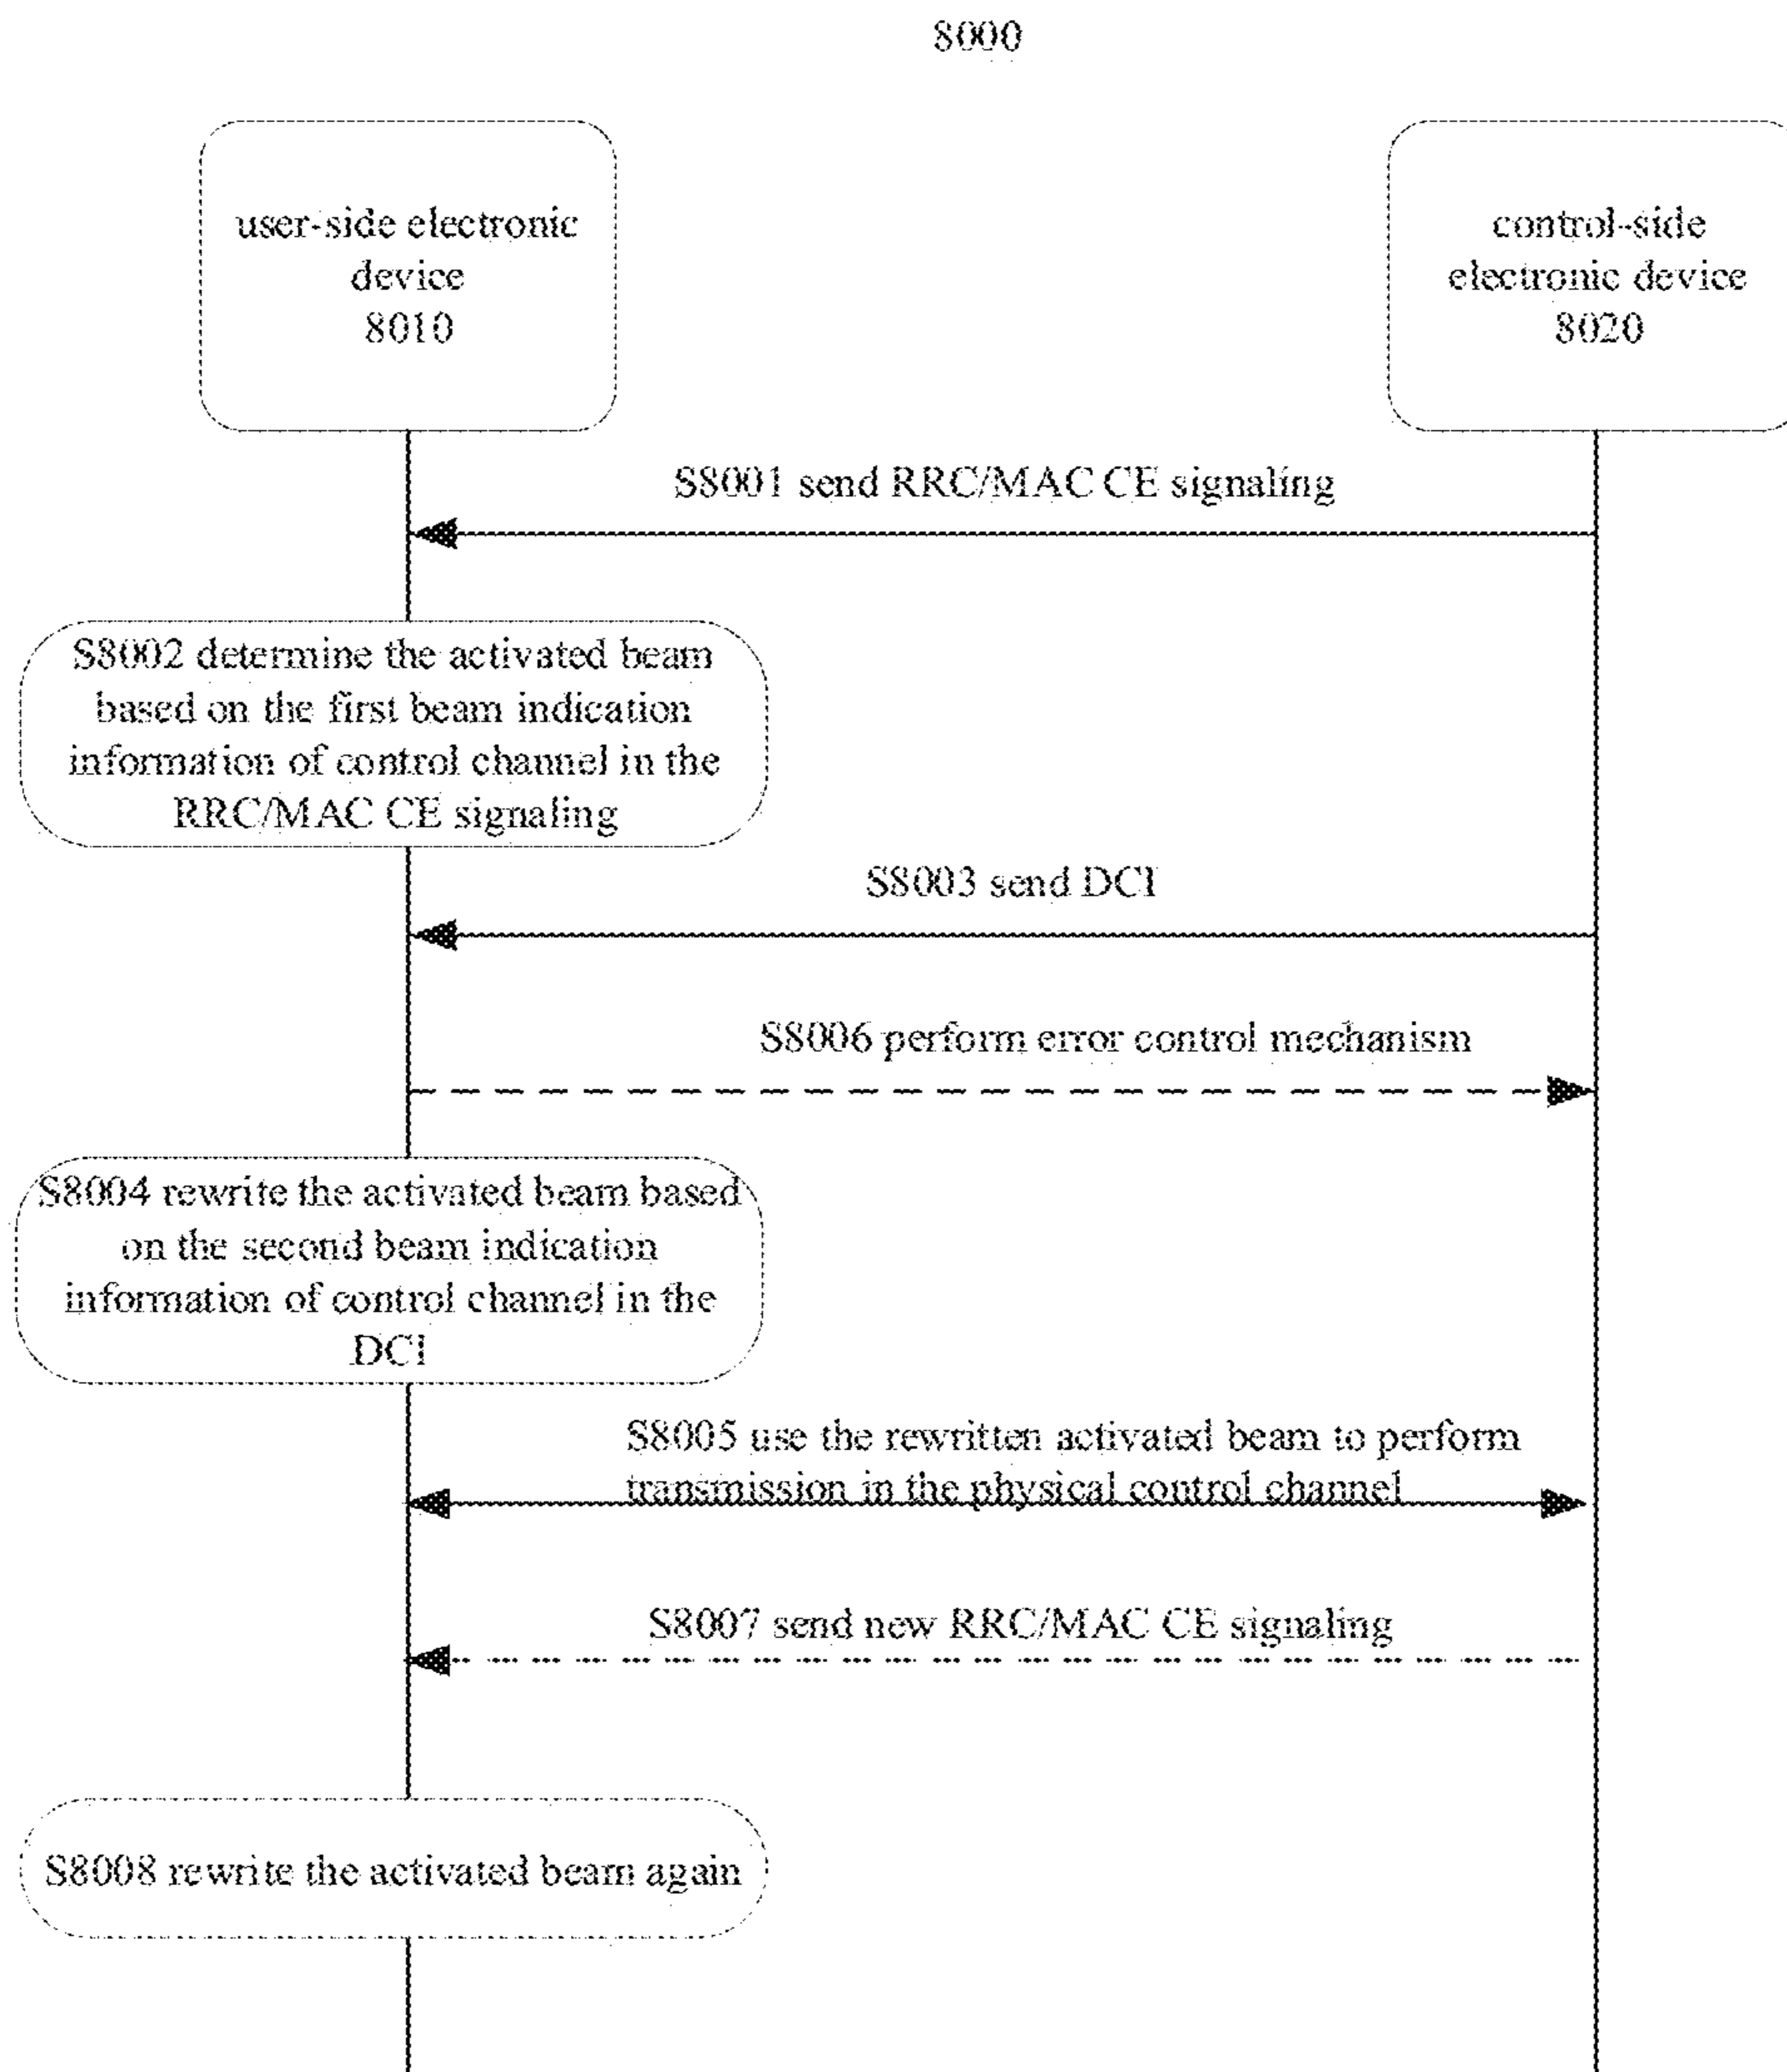 8000
user-side electronic
device
8010
control-side
electronic device
8020
S8001 send RRC/MAC CE signaling
S8002 determine the activated beam
based on the first beam indication
information of control channel in the
RRC/MAC CE signaling
S8003 send DCI
S8006 perform error control mechanism
S8004 rewrite the activated beam based
on the second beam indication
information of control channel in the
DCI
S8005 use the rewritten activated beam to perform
transmission in the physical control channel
S8007 send new RRC/MAC CE signaling
S8008 rewrite the activated beam again